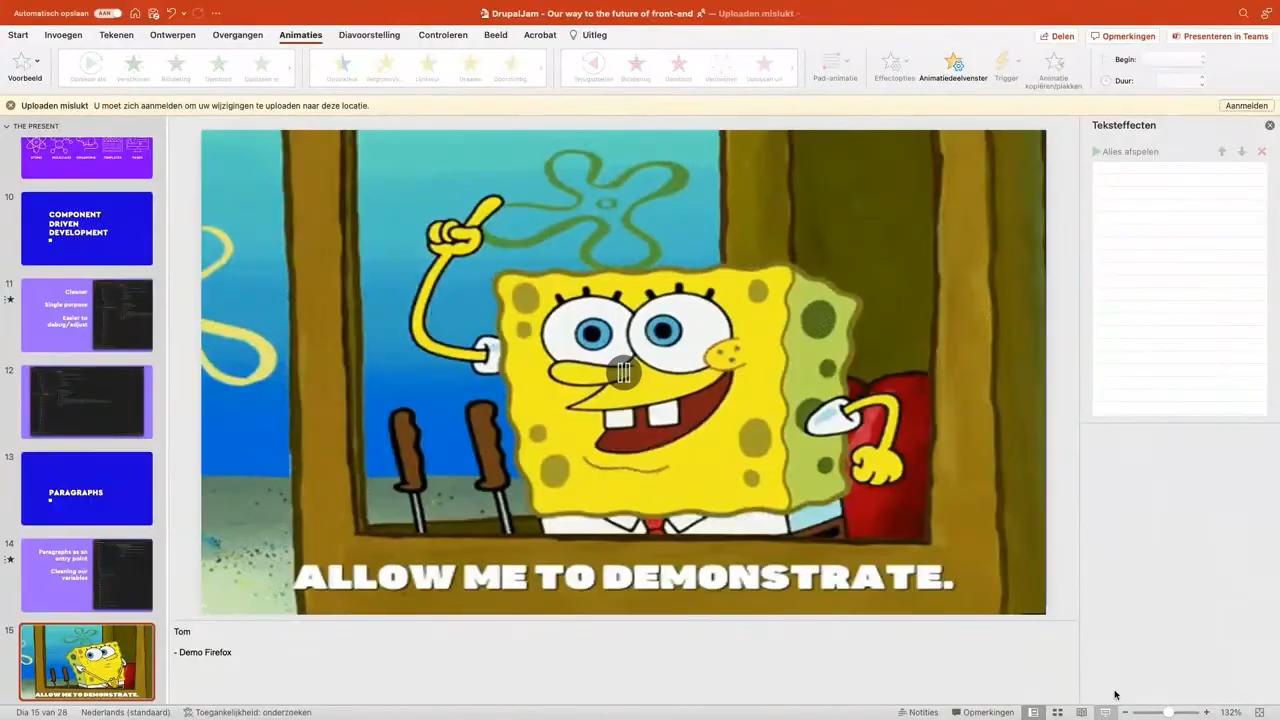 Automatisch opslaan AAN
DrupalJam - Our way to the future of front-end — Uploaden mislukt
Start Invoegen Tekenen Ontwerpen Overgangen Animaties Diavoorstelling Controleren Beeld Acrobat Uitleg
Delen Opmerkingen Presenteren in Teams
Voorbeeld
Pad-animatie
Effectopties
Animatiedeelvenster
Trigger
Animatie
kopiëren/plakken
Begin:
Duur:
Uploaden mislukt U moet zich aanmelden om uw wijzigingen te uploaden naar deze locatie.
Aanmelden
THE PRESENT
ATOMS MOLECULES ORGANISMS TEMPLATES PAGES
10
COMPONENT
DRIVEN
DEVELOPMENT
11
Cleaner
Single purpose
Easier to
debug/adjust
12
13
PARAGRAPHS
14
Paragraphs as an
entry point
Cleaning our
variables
15
ALLOW ME TO DEMONSTRATE.
ALLOW ME TO DEMONSTRATE.
Tom
- Demo Firefox
Teksteffecten
Alles afspelen
Dia 15 van 28 Nederlands (standaard) Toegankelijkheid: onderzoeken
Notities Opmerkingen 132%